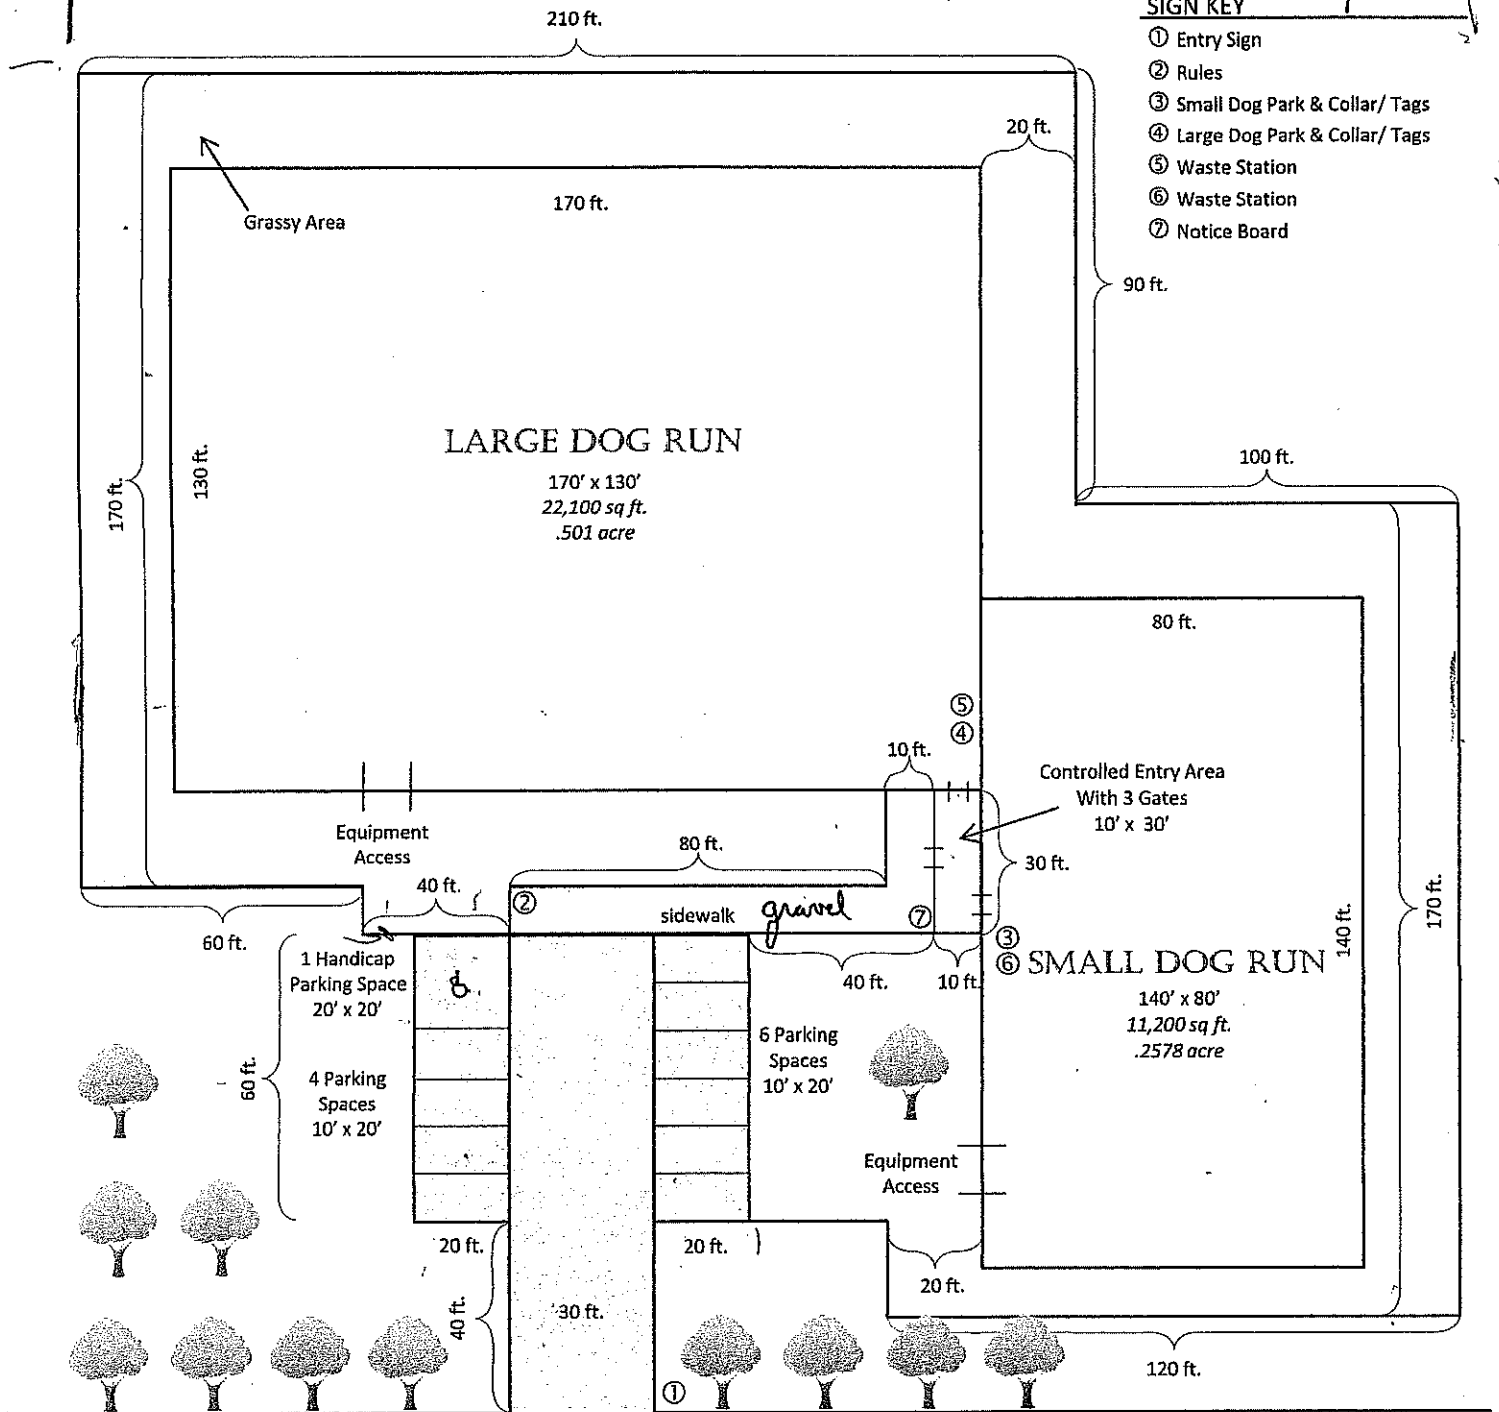 SIGN KEY
① Entry Sign
② Rules
③ Small Dog Park & Collar/ Tags
④ Large Dog Park & Collar/ Tags
⑤ Waste Station
⑥ Waste Station
⑦ Notice Board
210 ft.
20 ft.
Grassy Area
170 ft.
90 ft.
170 ft.
130 ft.
LARGE DOG RUN
170' x 130'
22,100 sq ft.
.501 acre
100 ft.
80 ft.
⑤
④
10 ft.
Controlled Entry Area
With 3 Gates
10' x 30'
Equipment
Access
80 ft.
30 ft.
40 ft.
②
sidewalk
gravel
⑦
60 ft.
③
⑥
40 ft.
10 ft.
SMALL DOG RUN
140' x 80'
11,200 sq ft.
.2578 acre
140 ft.
170 ft.
1 Handicap
Parking Space
20' x 20'
60 ft.
4 Parking
Spaces
10' x 20'
6 Parking
Spaces
10' x 20'
Equipment
Access
20 ft.
20 ft.
20 ft.
40 ft.
30 ft.
120 ft.
①